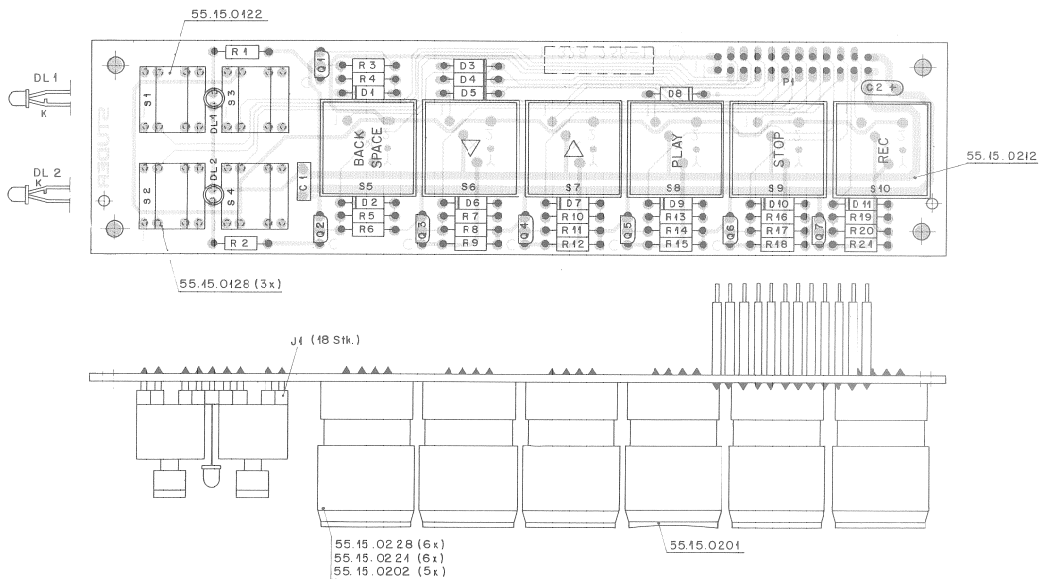 55.15.0122
DL1
K
DL2
K
S1
S3
DL1
S2
S4
DL2
R1
R2
C1
STUDER
Q1
R3
R4
D1
D3
D4
D5
D8
P1
C2 +
BACK
SPACE
S5
S6
S7
PLAY
S8
STOP
S9
REC
S10
55.15.0212
Q2
D2
R5
R6
Q3
D6
R7
R8
R9
Q4
D7
R10
R11
R12
Q5
D9
R13
R14
R15
Q6
D10
R16
R17
R18
Q7
D11
R19
R20
R21
55.15.0128 (3x)
J1 (18 Stk.)
55.15.0228 (6x)
55.15.0221 (6x)
55.15.0202 (5x)
55.15.0201